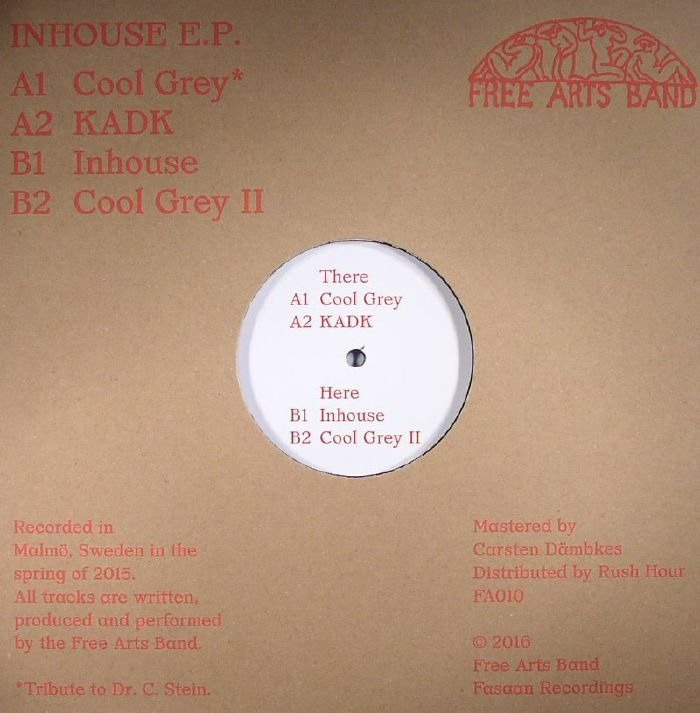 INHOUSE E.P.
A1 Cool Grey*
A2 KADK
B1 Inhouse
B2 Cool Grey II
FREE ARTS BAND
There
A1 Cool Grey
A2 KADK
Here
B1 Inhouse
B2 Cool Grey II
Recorded in
Malmö, Sweden in the
spring of 2015.
All tracks are written,
produced and performed
by the Free Arts Band.
*Tribute to Dr. C. Stein.
Mastered by
Carsten Dämbkes
Distributed by Rush Hour
FA010
© 2016
Free Arts Band
Fasaan Recordings